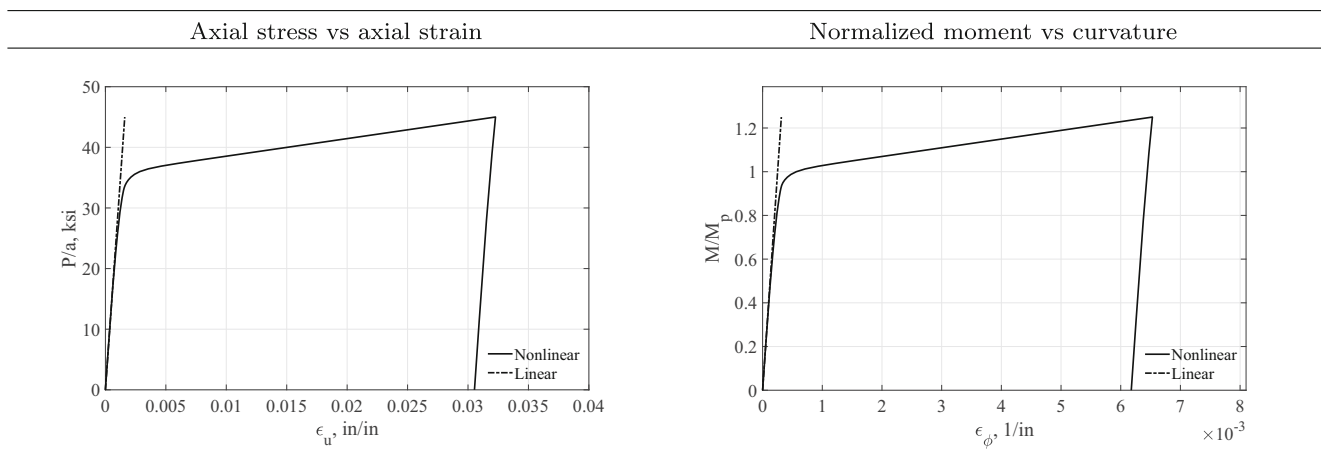 Axial stress vs axial strain
Normalized moment vs curvature
50
40
30
20
10
0
P/a, ksi
0 0.005 0.01 0.015 0.02 0.025 0.03 0.035 0.04
ϵu, in/in
Nonlinear
Linear
1.2
1
0.8
0.6
0.4
0.2
0
M/Mp
0 1 2 3 4 5 6 7 8
×10-3
ϵϕ, 1/in
Nonlinear
Linear